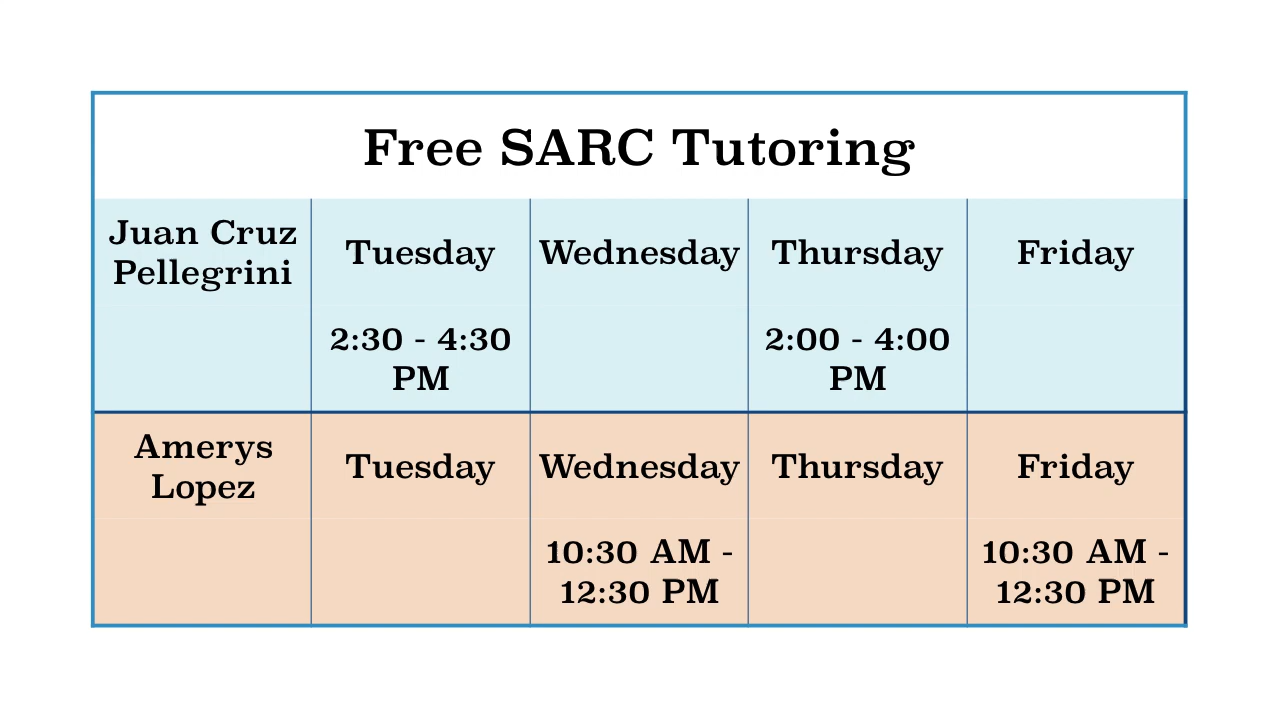 Free SARC Tutoring
Juan Cruz
Pellegrini
Tuesday
Wednesday
Thursday
Friday
2:30 - 4:30
PM
2:00 - 4:00
PM
Amerys
Lopez
Tuesday
Wednesday
Thursday
Friday
10:30 AM -
12:30 PM
10:30 AM -
12:30 PM